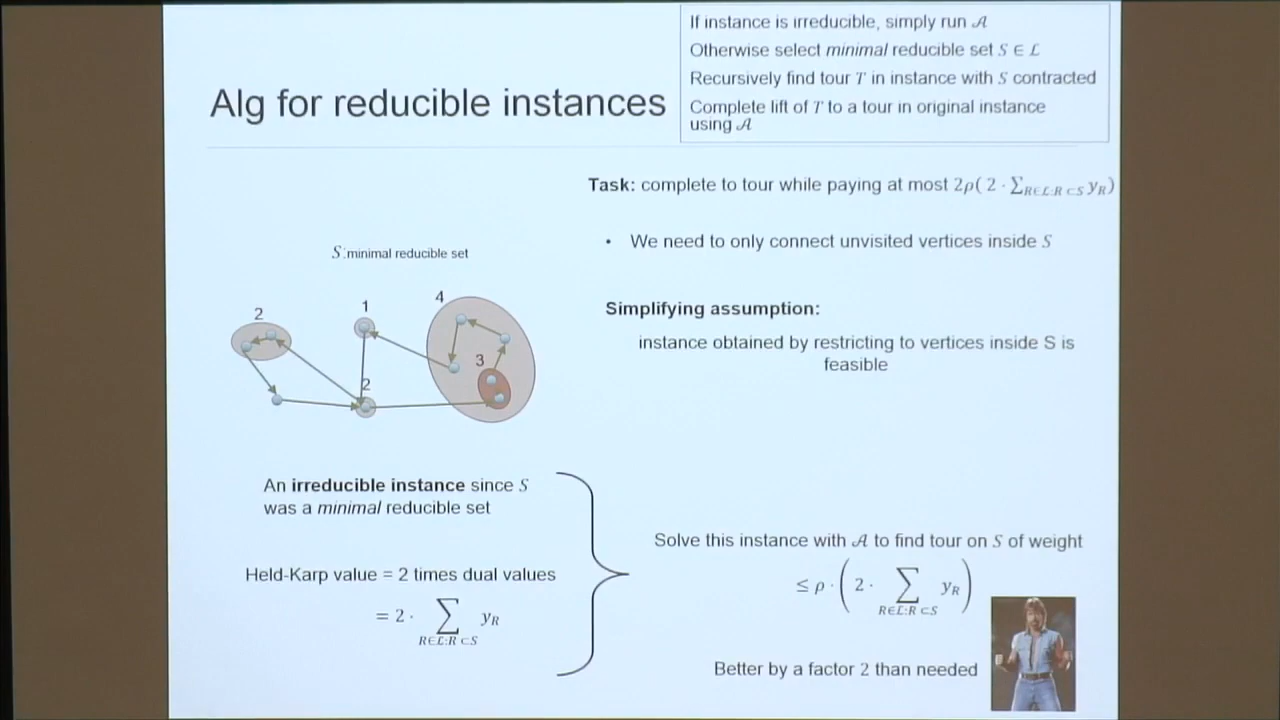 If instance is irreducible, simply run 𝒜
Otherwise select minimal reducible set S ∈ ℒ
Recursively find tour T in instance with S contracted
Complete lift of T to a tour in original instance
using 𝒜
Alg for reducible instances
Task: complete to tour while paying at most 2ρ( 2 · ∑_{R∈ℒ:R⊂S} y_R)
• We need to only connect unvisited vertices inside S
S:minimal reducible set
Simplifying assumption:
instance obtained by restricting to vertices inside S is
feasible
2
1
4
3
2
An irreducible instance since S
was a minimal reducible set
Held-Karp value = 2 times dual values
= 2 · ∑_{R∈ℒ:R⊂S} y_R
Solve this instance with 𝒜 to find tour on S of weight
≤ ρ · ( 2 · ∑_{R∈ℒ:R⊂S} y_R )
Better by a factor 2 than needed